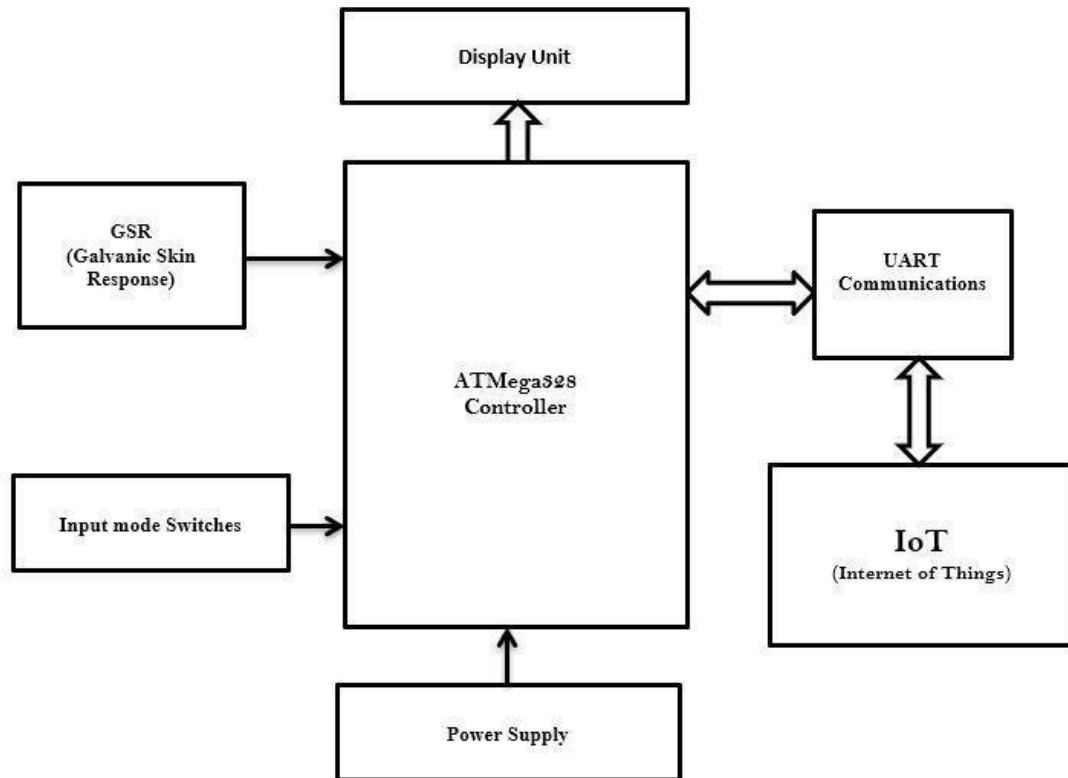 Display Unit
GSR
(Galvanic Skin
Response)
UART
Communications
ATMega328
Controller
Input mode Switches
IoT
(Internet of Things)
Power Supply